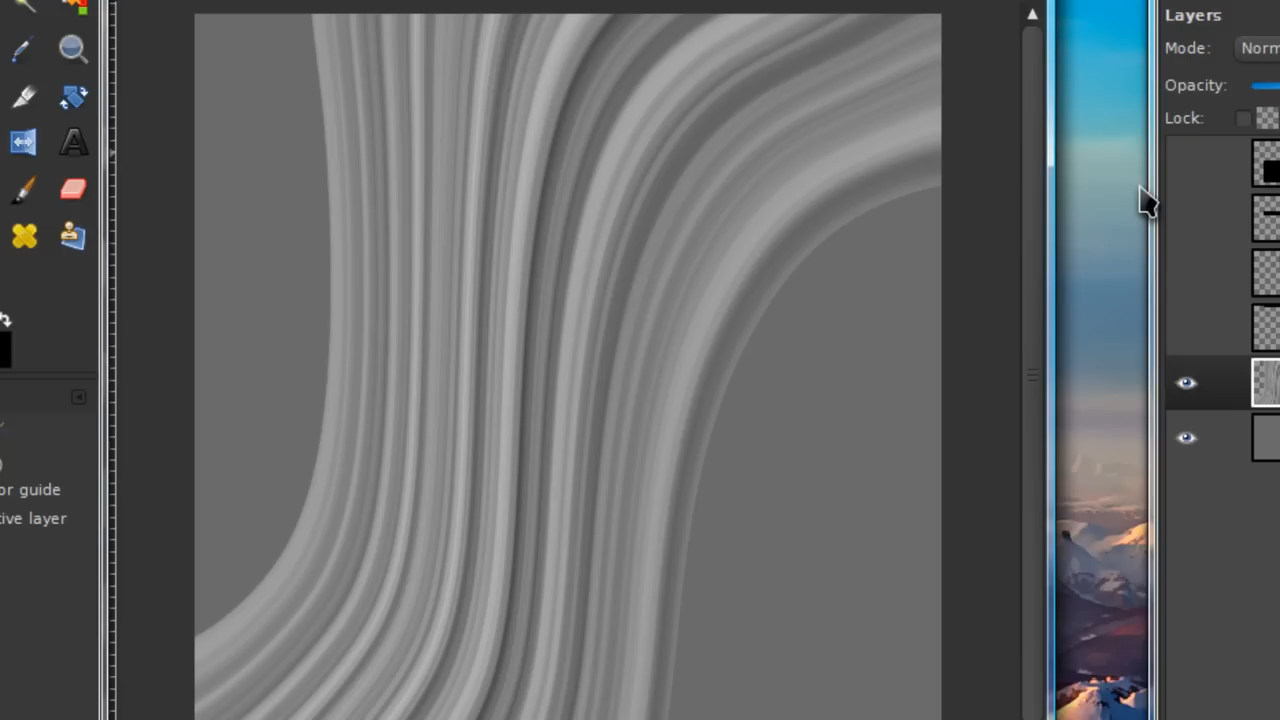 Layers
Mode: Norm
Opacity:
Lock:
or guide
tive layer